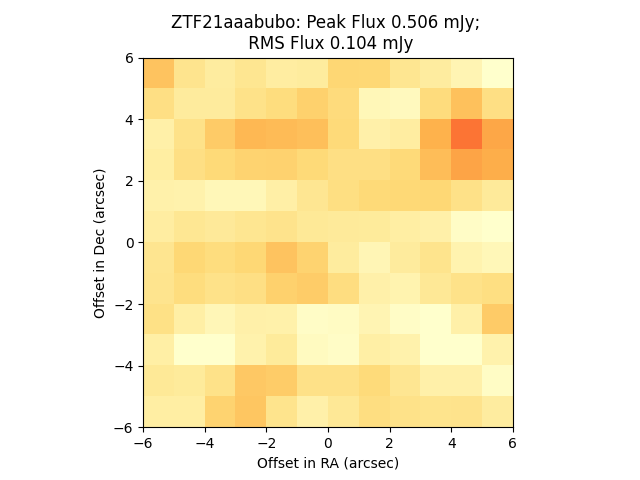 ZTF21aaabubo: Peak Flux 0.506 mJy;
RMS Flux 0.104 mJy
6
4
2
0
−2
−4
−6
Offset in Dec (arcsec)
−6 −4 −2 0 2 4 6
Offset in RA (arcsec)